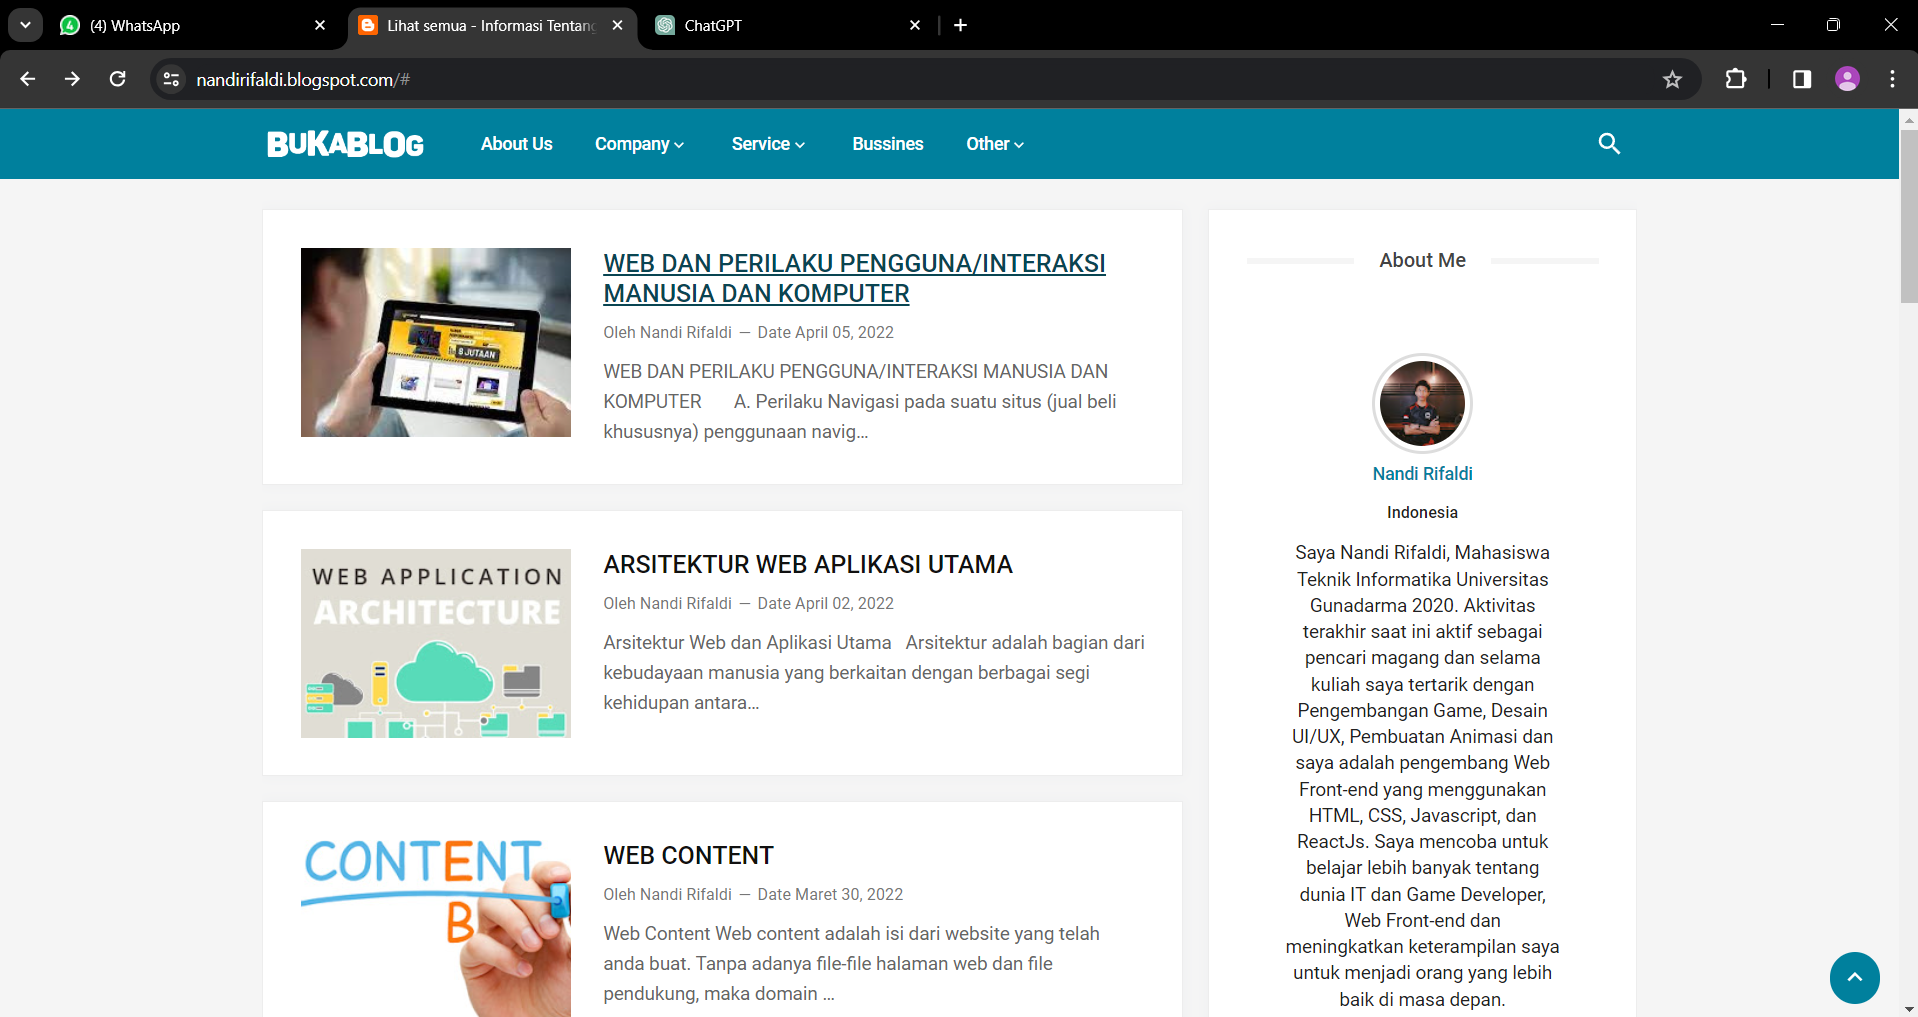 (4) WhatsApp
Lihat semua - Informasi Tentang
ChatGPT
nandirifaldi.blogspot.com/#
BUKABLOG
About Us
Company
Service
Bussines
Other
WEB DAN PERILAKU PENGGUNA/INTERAKSI
MANUSIA DAN KOMPUTER
Oleh Nandi Rifaldi — Date April 05, 2022
WEB DAN PERILAKU PENGGUNA/INTERAKSI MANUSIA DAN
KOMPUTER A. Perilaku Navigasi pada suatu situs (jual beli
khususnya) penggunaan navig...
8 JUTAAN
WEB APPLICATION
ARCHITECTURE
ARSITEKTUR WEB APLIKASI UTAMA
Oleh Nandi Rifaldi — Date April 02, 2022
Arsitektur Web dan Aplikasi Utama Arsitektur adalah bagian dari
kebudayaan manusia yang berkaitan dengan berbagai segi
kehidupan antara...
CONTENT
B
WEB CONTENT
Oleh Nandi Rifaldi — Date Maret 30, 2022
Web Content Web content adalah isi dari website yang telah
anda buat. Tanpa adanya file-file halaman web dan file
pendukung, maka domain ...
About Me
Nandi Rifaldi
Indonesia
Saya Nandi Rifaldi, Mahasiswa
Teknik Informatika Universitas
Gunadarma 2020. Aktivitas
terakhir saat ini aktif sebagai
pencari magang dan selama
kuliah saya tertarik dengan
Pengembangan Game, Desain
UI/UX, Pembuatan Animasi dan
saya adalah pengembang Web
Front-end yang menggunakan
HTML, CSS, Javascript, dan
ReactJs. Saya mencoba untuk
belajar lebih banyak tentang
dunia IT dan Game Developer,
Web Front-end dan
meningkatkan keterampilan saya
untuk menjadi orang yang lebih
baik di masa depan.